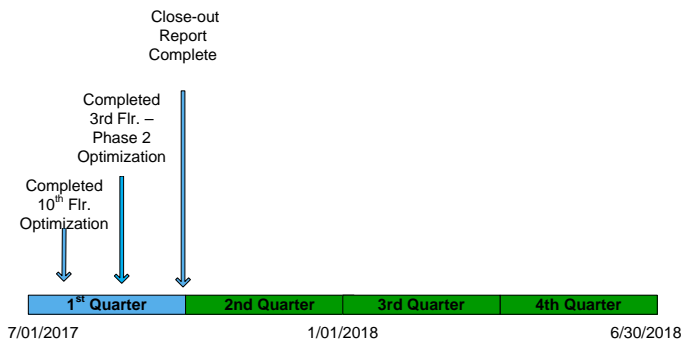 Close-out
Report
Complete
Completed
3rd Flr. –
Phase 2
Optimization
Completed
10th Flr.
Optimization
1st Quarter 2nd Quarter 3rd Quarter 4th Quarter
7/01/2017 1/01/2018 6/30/2018